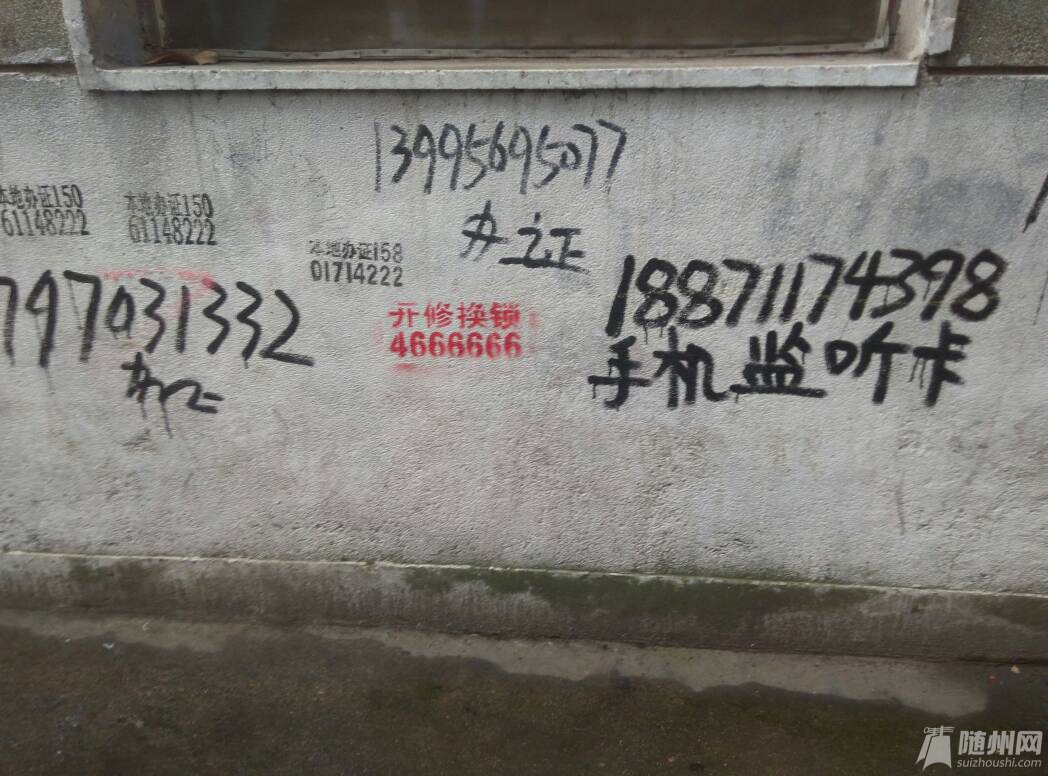 13995695077
办证
本地办证150
61148222
本地办证150
61148222
本地办证158
01714222
797031332
办证
开修换锁
4666666
18871174398
手机监听卡
随州网
suizhoushi.com